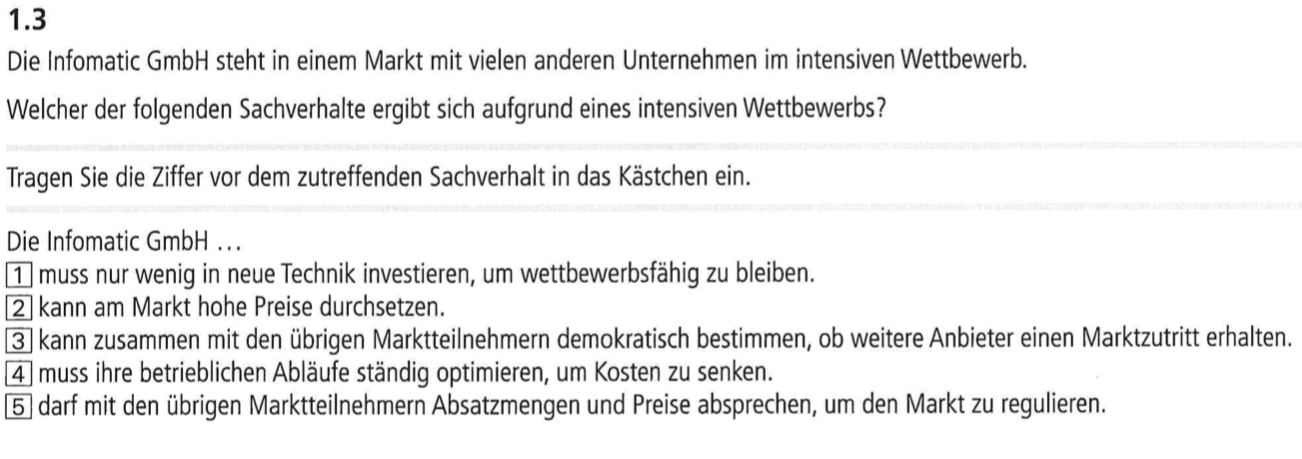 1.3
Die Infomatic GmbH steht in einem Markt mit vielen anderen Unternehmen im intensiven Wettbewerb.
Welcher der folgenden Sachverhalte ergibt sich aufgrund eines intensiven Wettbewerbs?
Tragen Sie die Ziffer vor dem zutreffenden Sachverhalt in das Kästchen ein.
Die Infomatic GmbH …
1 muss nur wenig in neue Technik investieren, um wettbewerbsfähig zu bleiben.
2 kann am Markt hohe Preise durchsetzen.
3 kann zusammen mit den übrigen Marktteilnehmern demokratisch bestimmen, ob weitere Anbieter einen Marktzutritt erhalten.
4 muss ihre betrieblichen Abläufe ständig optimieren, um Kosten zu senken.
5 darf mit den übrigen Marktteilnehmern Absatzmengen und Preise absprechen, um den Markt zu regulieren.